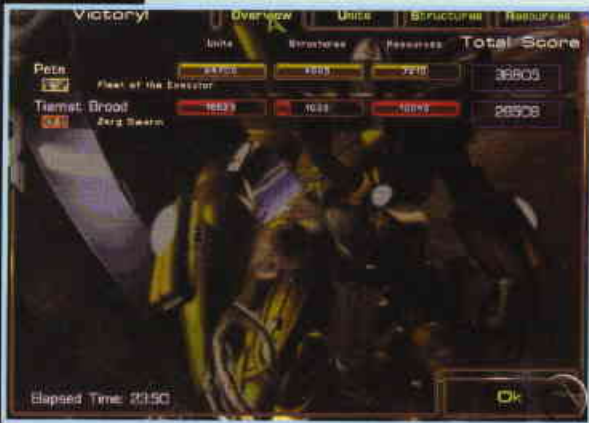 Victory!
Overview
Units
Structures
Resources
Units Structures Resources Total Score
Pete
Fleet of the Executor
36805
Tiamat Brood
Zerg Swarm
28508
Elapsed Time: 23:50
Ok